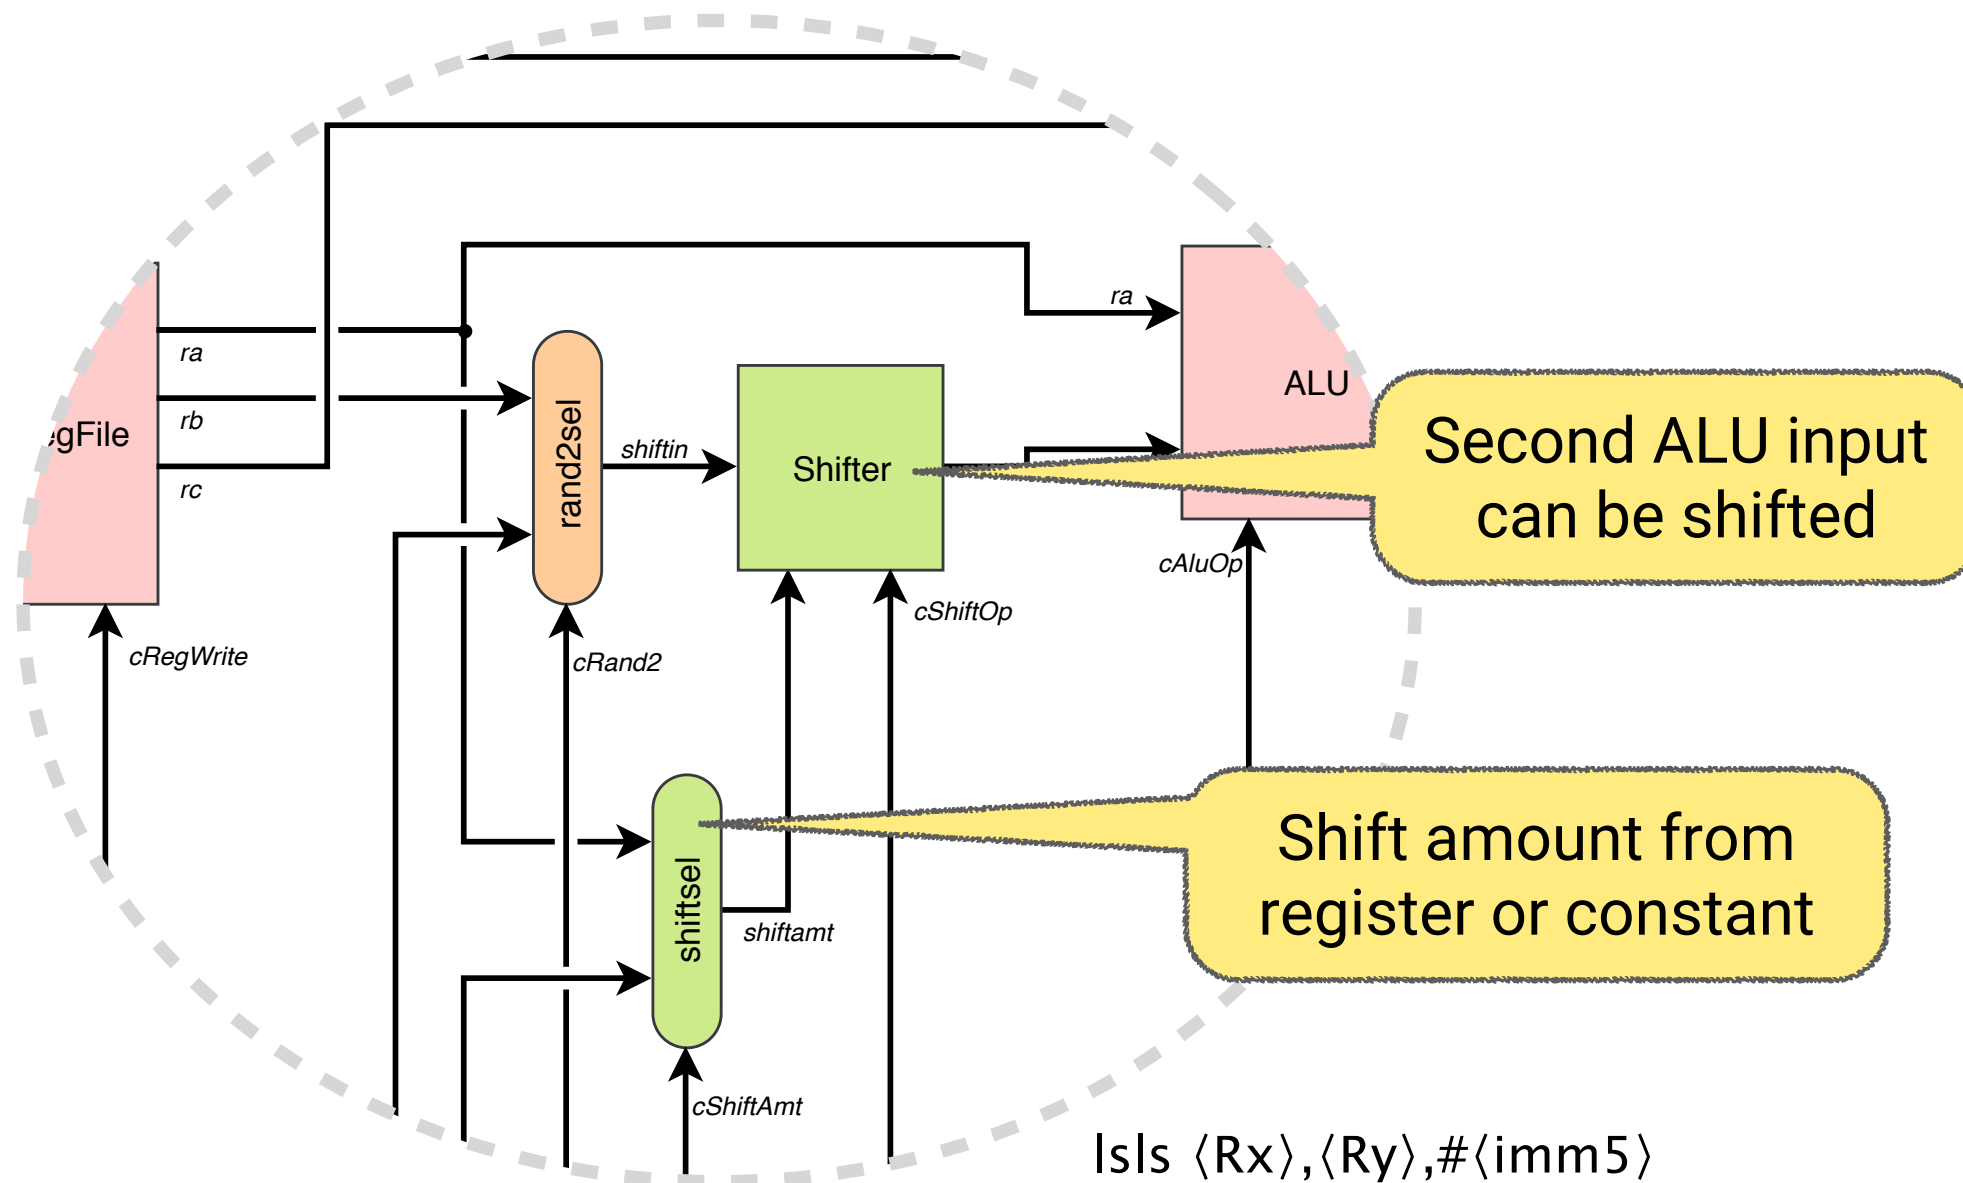 ra
ra
rb
rc
egFile
rand2sel
shiftin
Shifter
ALU
Second ALU input
can be shifted
cAluOp
cShiftOp
cRegWrite
cRand2
shiftsel
shiftamt
Shift amount from
register or constant
cShiftAmt
lsls ⟨Rx⟩,⟨Ry⟩,#⟨imm5⟩